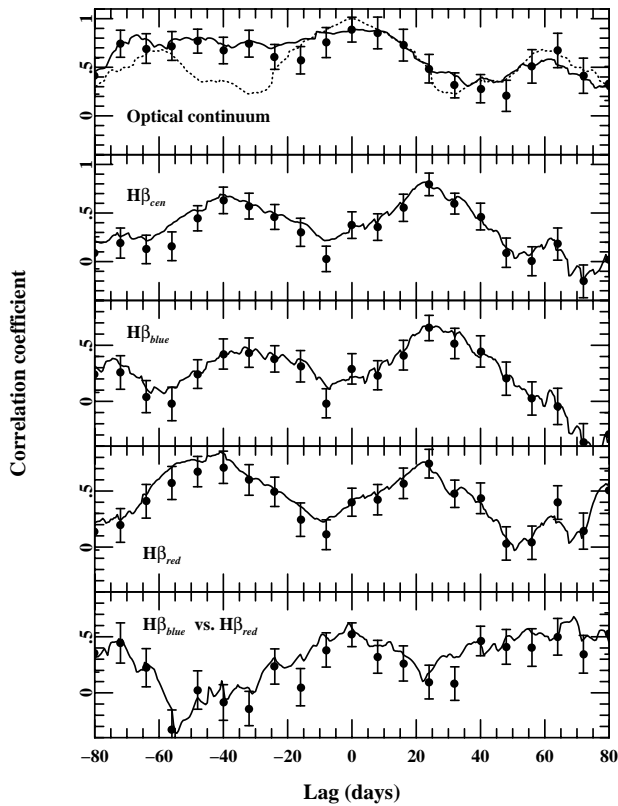 1
.5
0
Optical continuum
1
.5
0
Hβcen
.5
0
Hβblue
.5
0
Hβred
.5
0
Hβblue vs. Hβred
Correlation coefficient
−80 −60 −40 −20 0 20 40 60 80
Lag (days)